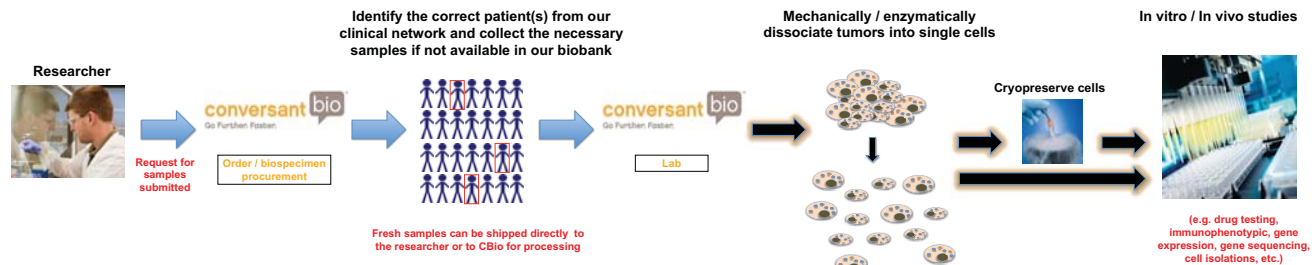 Researcher
Request for
samples
submitted
conversant bio
Go Further Faster.
Order / biospecimen
procurement
Identify the correct patient(s) from our
clinical network and collect the necessary
samples if not available in our biobank
Fresh samples can be shipped directly to
the researcher or to CBio for processing
conversant bio
Go Further Faster.
Lab
Mechanically / enzymatically
dissociate tumors into single cells
Cryopreserve cells
In vitro / In vivo studies
(e.g. drug testing,
immunophenotypic, gene
expression, gene sequencing,
cell isolations, etc.)